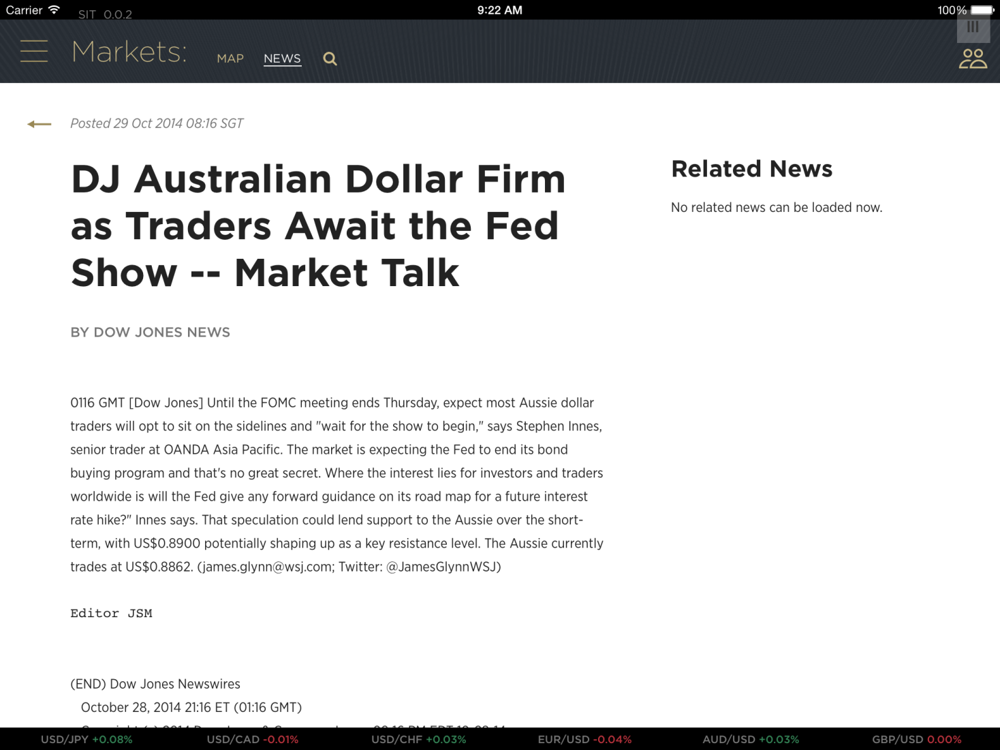 Carrier SIT 0.0.2 9:22 AM 100%
Markets: MAP NEWS
Posted 29 Oct 2014 08:16 SGT
DJ Australian Dollar Firm
as Traders Await the Fed
Show -- Market Talk
BY DOW JONES NEWS
0116 GMT [Dow Jones] Until the FOMC meeting ends Thursday, expect most Aussie dollar
traders will opt to sit on the sidelines and "wait for the show to begin," says Stephen Innes,
senior trader at OANDA Asia Pacific. The market is expecting the Fed to end its bond
buying program and that's no great secret. Where the interest lies for investors and traders
worldwide is will the Fed give any forward guidance on its road map for a future interest
rate hike?" Innes says. That speculation could lend support to the Aussie over the short-
term, with US$0.8900 potentially shaping up as a key resistance level. The Aussie currently
trades at US$0.8862. (james.glynn@wsj.com; Twitter: @JamesGlynnWSJ)
Editor JSM
(END) Dow Jones Newswires
October 28, 2014 21:16 ET (01:16 GMT)
Related News
No related news can be loaded now.
USD/JPY +0.08% USD/CAD -0.01% USD/CHF +0.03% EUR/USD -0.04% AUD/USD +0.03% GBP/USD 0.00%